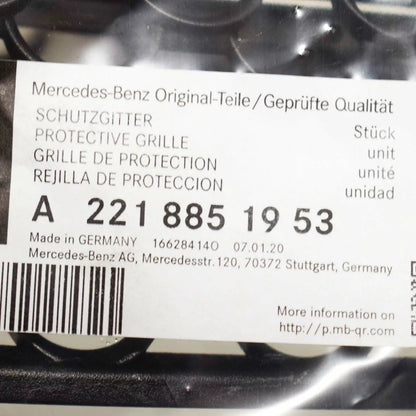 Mercedes-Benz Original-Teile/Geprüfte Qualität
SCHUTZGITTER
PROTECTIVE GRILLE
GRILLE DE PROTECTION
REJILLA DE PROTECCION
Stück
unit
unité
unidad
A 221 885 19 53
Made in GERMANY 166284140 07.01.20
Mercedes-Benz AG, Mercedesstr.120, 70372 Stuttgart, Germany
More information on
http://p.mb-qr.com